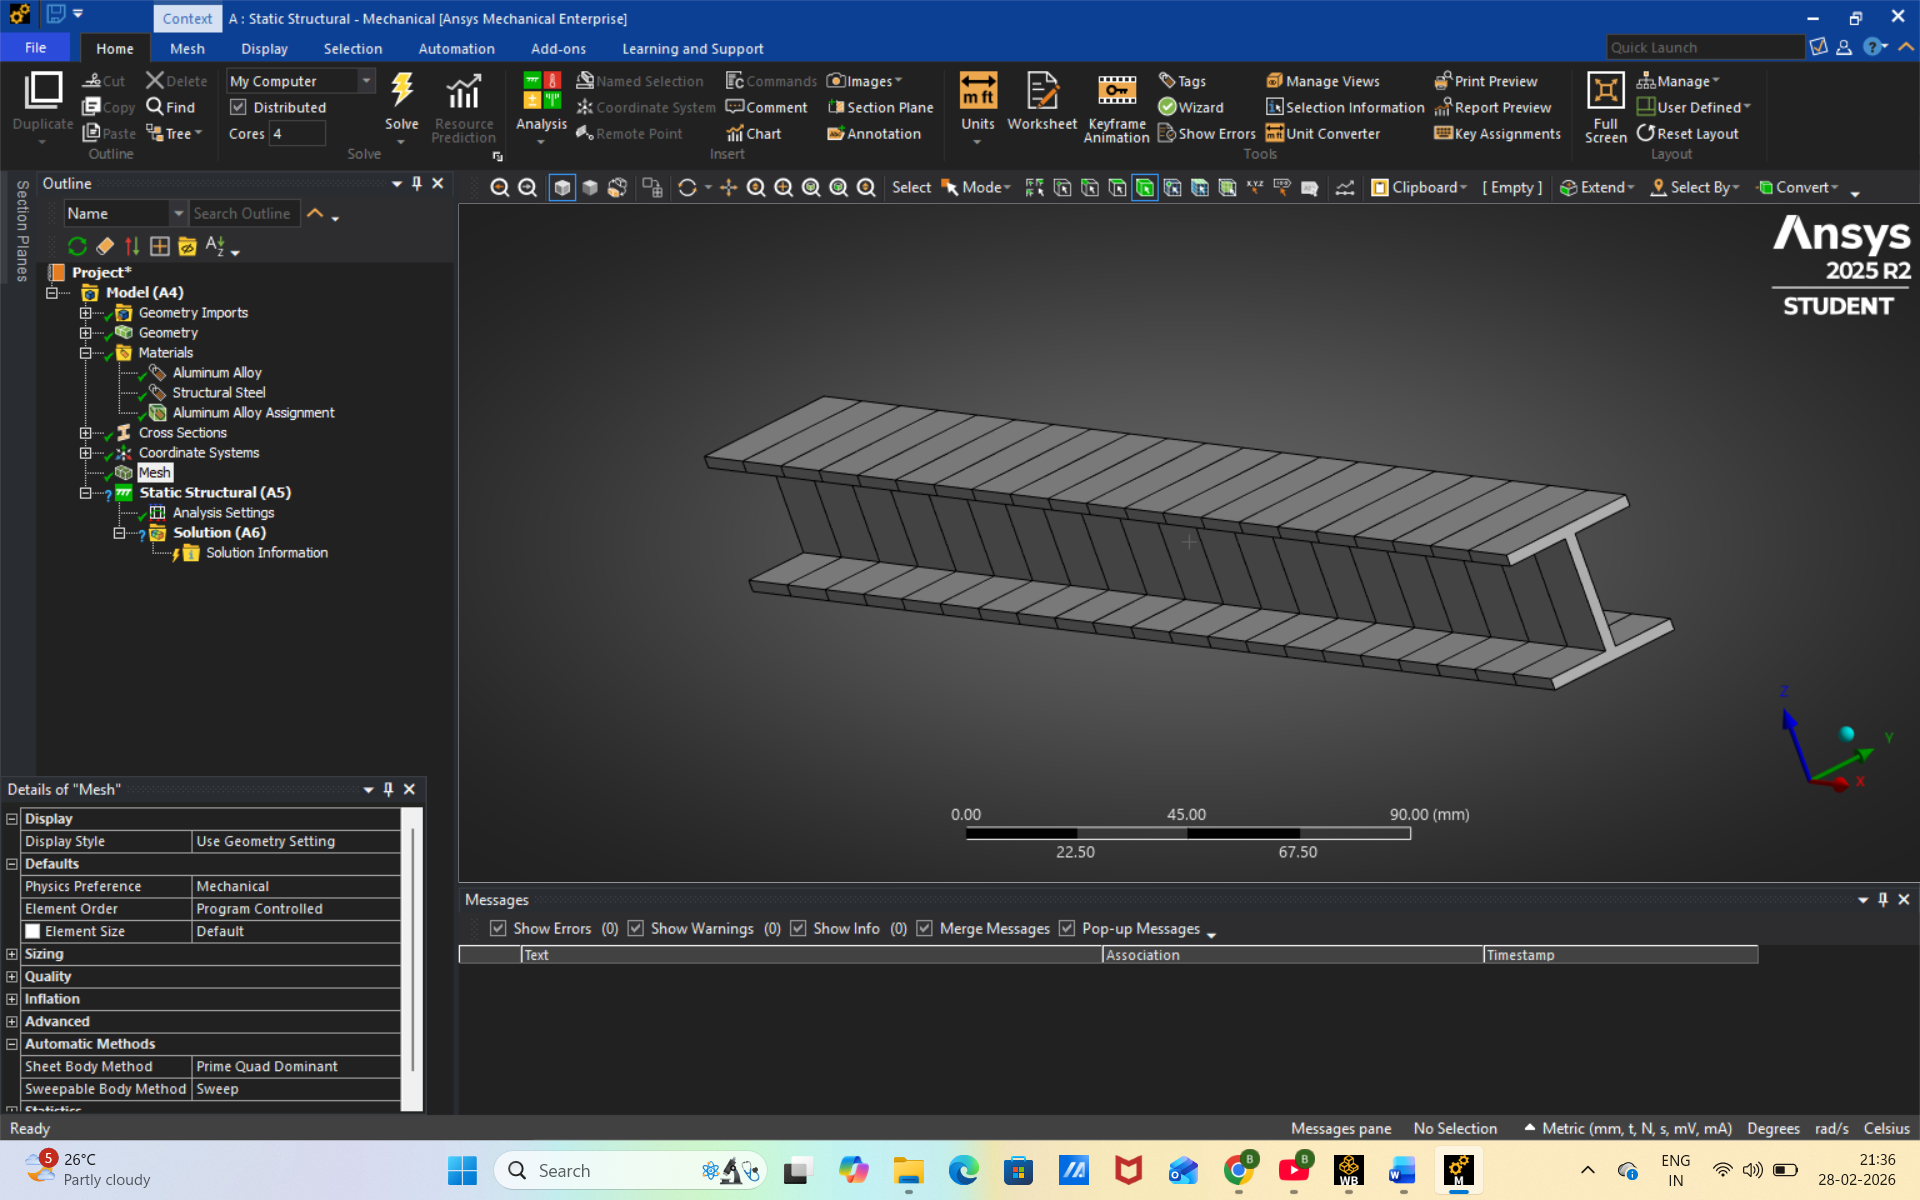 Context
A : Static Structural - Mechanical [Ansys Mechanical Enterprise]
File
Home
Mesh
Display
Selection
Automation
Add-ons
Learning and Support
Quick Launch
Duplicate
Cut
Copy
Paste
Delete
Find
Tree
Outline
My Computer
Distributed
Cores 4
Solve
Resource Prediction
Solve
Analysis
Named Selection
Coordinate System
Remote Point
Commands
Comment
Chart
Images
Section Plane
Annotation
Insert
Units
Worksheet
Keyframe Animation
Tags
Wizard
Show Errors
Manage Views
Selection Information
Unit Converter
Print Preview
Report Preview
Key Assignments
Tools
Full Screen
Manage
User Defined
Reset Layout
Layout
Section Planes
Outline
Name
Search Outline
Select
Mode
Clipboard
[ Empty ]
Extend
Select By
Convert
Project*
Model (A4)
Geometry Imports
Geometry
Materials
Aluminum Alloy
Structural Steel
Aluminum Alloy Assignment
Cross Sections
Coordinate Systems
Mesh
Static Structural (A5)
Analysis Settings
Solution (A6)
Solution Information
Ansys
2025 R2
STUDENT
Z
Y
X
0.00 45.00 90.00 (mm)
22.50 67.50
Details of "Mesh"
Display
Display Style Use Geometry Setting
Defaults
Physics Preference Mechanical
Element Order Program Controlled
Element Size Default
Sizing
Quality
Inflation
Advanced
Automatic Methods
Sheet Body Method Prime Quad Dominant
Sweepable Body Method Sweep
Statistics
Messages
Show Errors (0) Show Warnings (0) Show Info (0) Merge Messages Pop-up Messages
Text Association Timestamp
Ready
Messages pane No Selection Metric (mm, t, N, s, mV, mA) Degrees rad/s Celsius
5
26°C
Partly cloudy
Search
B
B
WB
W
M
ENG
IN
21:36
28-02-2026